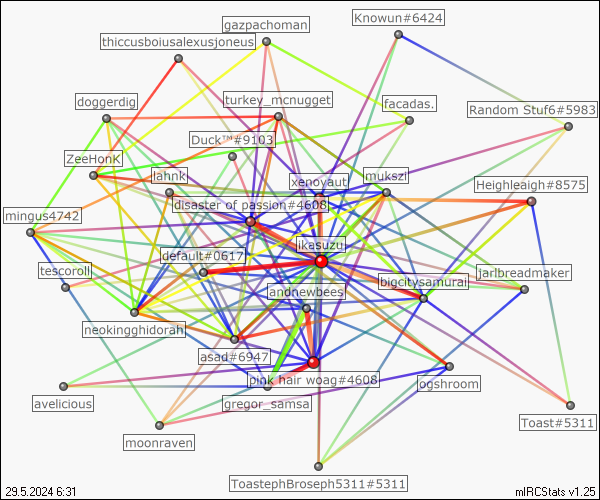 gazpachoman
Knowun#6424
thiccusboiusalexusjoneus
doggerdig
turkey_mcnugget
facadas.
Random Stuf6#5983
Duck™#9103
ZeeHonK
lahnk
xenoyaut
mukszi
Heighleaigh#8575
mingus4742
disaster of passion#4608
ikasuzu
default#0617
tescoroll
bigcitysamurai
jarlbreadmaker
andnewbees
neokingghidorah
asad#6947
pink hair woag#4608
ogshroom
avelicious
gregor_samsa
Toast#5311
moonraven
ToastephBroseph5311#5311
29.5.2024 6:31
mIRCStats v1.25